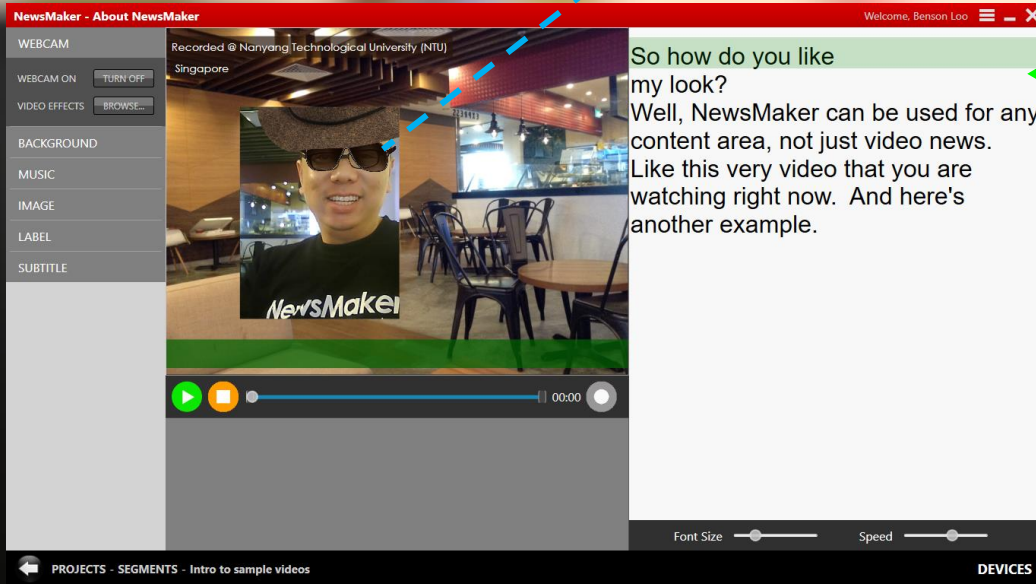 NewsMaker - About NewsMaker
Welcome, Benson Loo
WEBCAM
WEBCAM ON TURN OFF
VIDEO EFFECTS BROWSE...
BACKGROUND
MUSIC
IMAGE
LABEL
SUBTITLE
Recorded @ Nanyang Technological University (NTU)
Singapore
NewsMaker
00:00
So how do you like
my look?
Well, NewsMaker can be used for any
content area, not just video news.
Like this very video that you are
watching right now. And here's
another example.
Font Size Speed
PROJECTS - SEGMENTS - Intro to sample videos
DEVICES